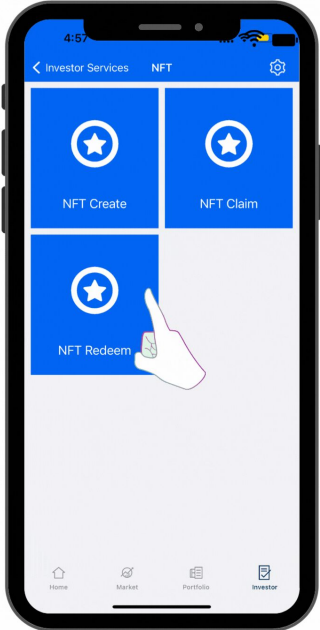 4:57
Investor Services
NFT
NFT Create
NFT Claim
NFT Redeem
Home
Market
Portfolio
Investor